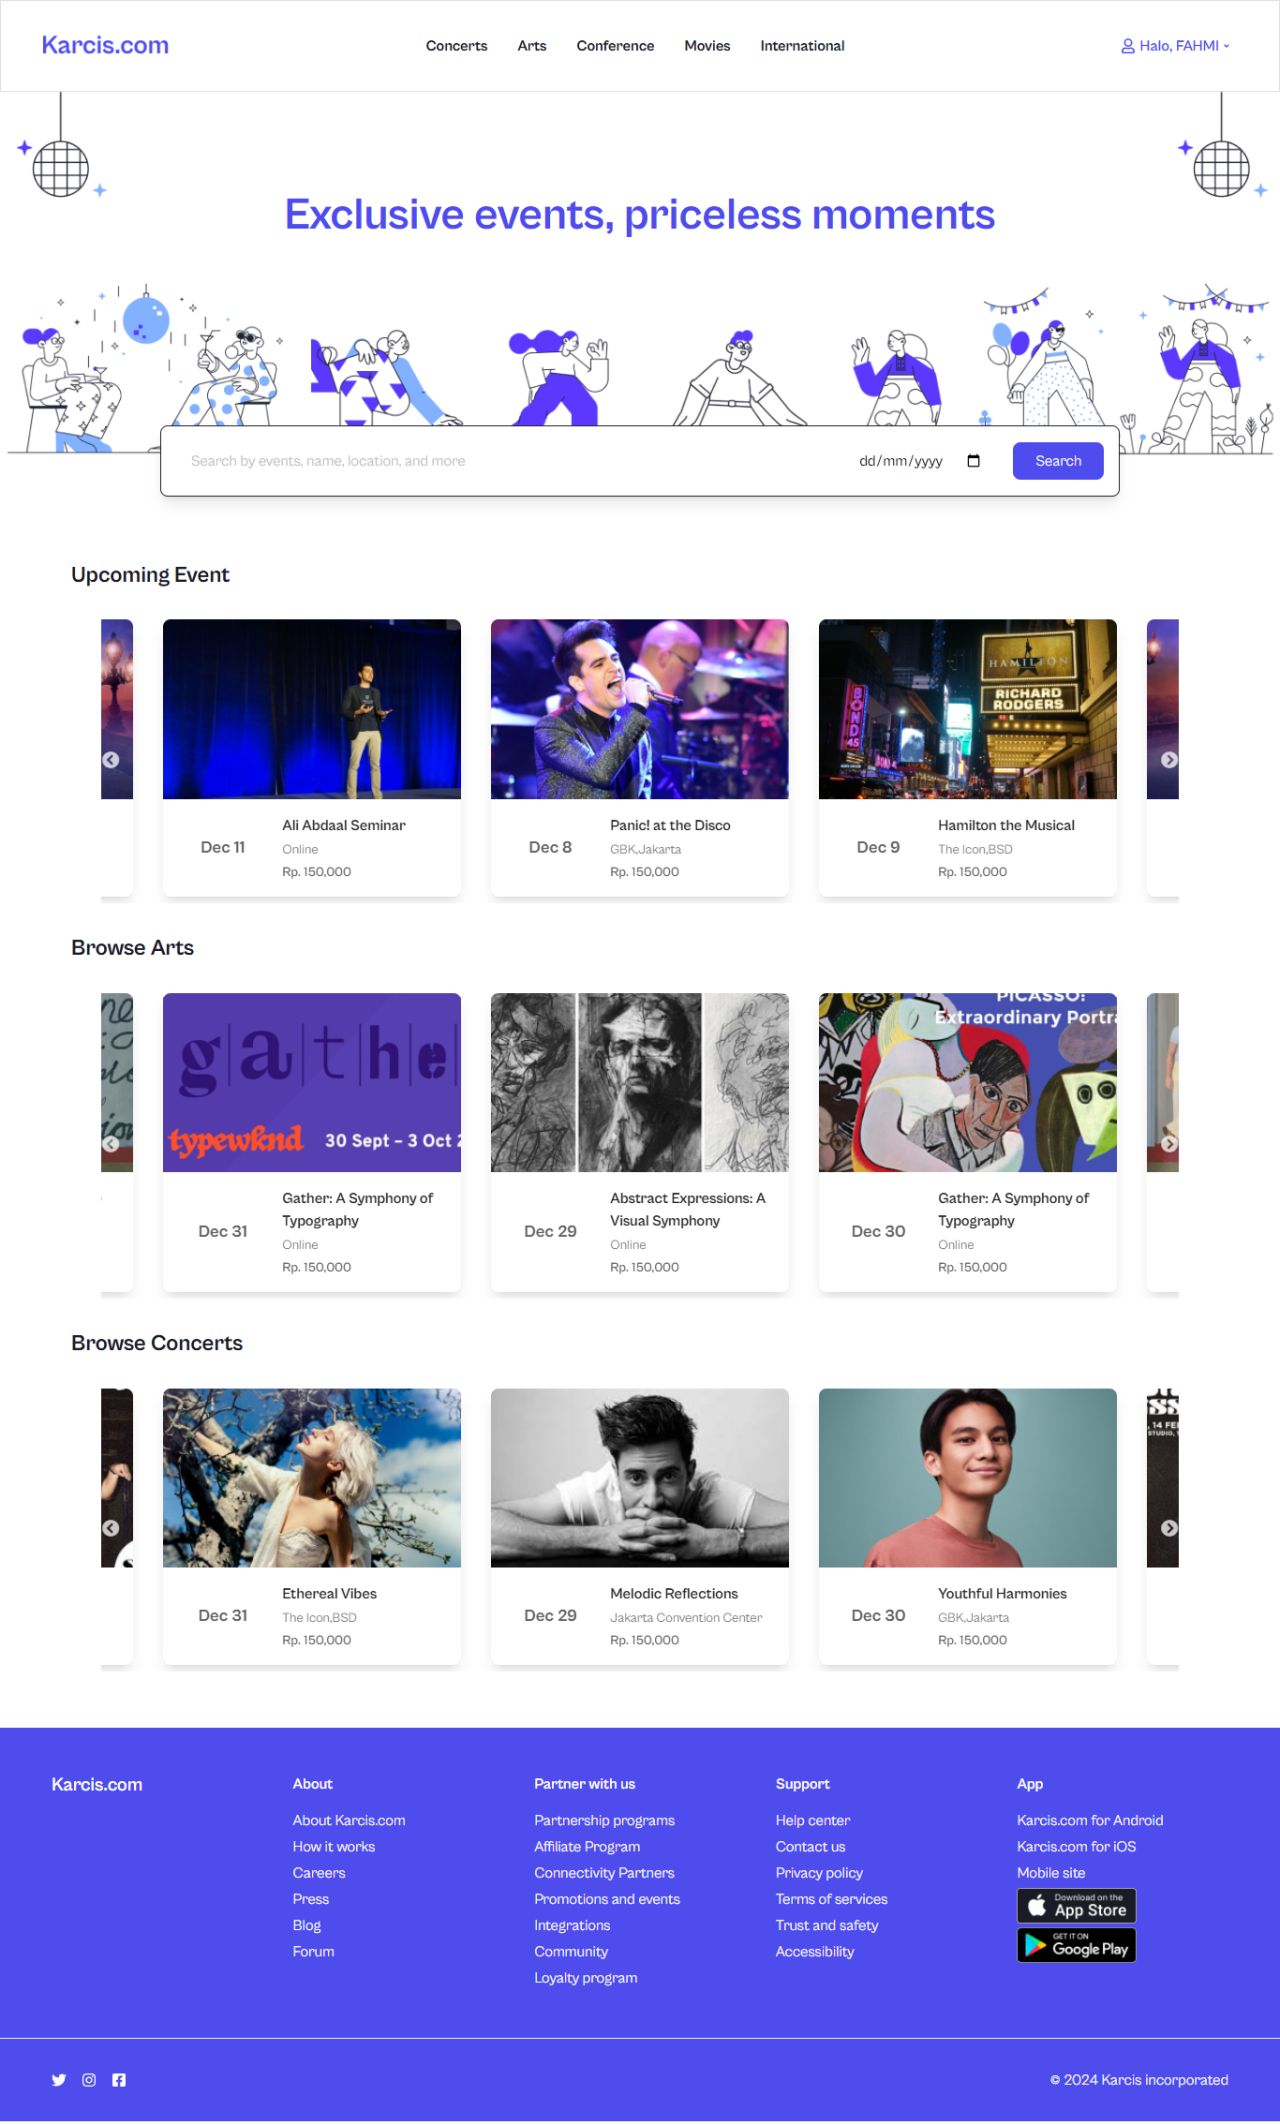 Karcis.com
Concerts Arts Conference Movies International
Halo, FAHMI
Exclusive events, priceless moments
Search by events, name, location, and more
dd/mm/yyyy
Search
Upcoming Event
HAMILTON
RICHARD
RODGERS
BOND
45
Dec 11
Ali Abdaal Seminar
Online
Rp. 150,000
Dec 8
Panic! at the Disco
GBK,Jakarta
Rp. 150,000
Dec 9
Hamilton the Musical
The Icon,BSD
Rp. 150,000
Browse Arts
gathe
typewknd
30 Sept – 3 Oct
PICASSO:
Extraordinary Portra
Dec 31
Gather: A Symphony of
Typography
Online
Rp. 150,000
Dec 29
Abstract Expressions: A
Visual Symphony
Online
Rp. 150,000
Dec 30
Gather: A Symphony of
Typography
Online
Rp. 150,000
Browse Concerts
, 14 FE
STUDIO,
Dec 31
Ethereal Vibes
The Icon,BSD
Rp. 150,000
Dec 29
Melodic Reflections
Jakarta Convention Center
Rp. 150,000
Dec 30
Youthful Harmonies
GBK,Jakarta
Rp. 150,000
Karcis.com
About
About Karcis.com
How it works
Careers
Press
Blog
Forum
Partner with us
Partnership programs
Affiliate Program
Connectivity Partners
Promotions and events
Integrations
Community
Loyalty program
Support
Help center
Contact us
Privacy policy
Terms of services
Trust and safety
Accessibility
App
Karcis.com for Android
Karcis.com for iOS
Mobile site
Download on the
App Store
GET IT ON
Google Play
© 2024 Karcis incorporated